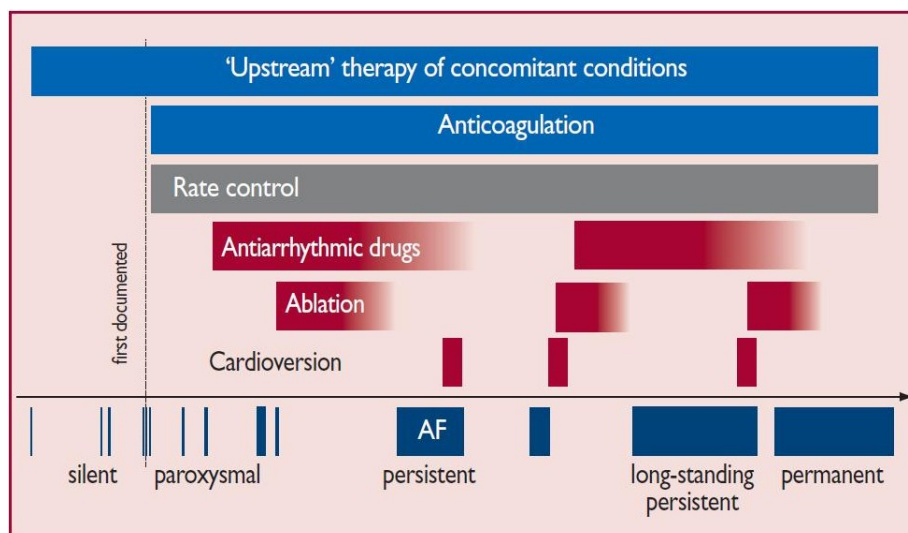 ‘Upstream’ therapy of concomitant conditions
Anticoagulation
Rate control
first documented
Antiarrhythmic drugs
Ablation
Cardioversion
AF
silent
paroxysmal
persistent
long-standing
persistent
permanent